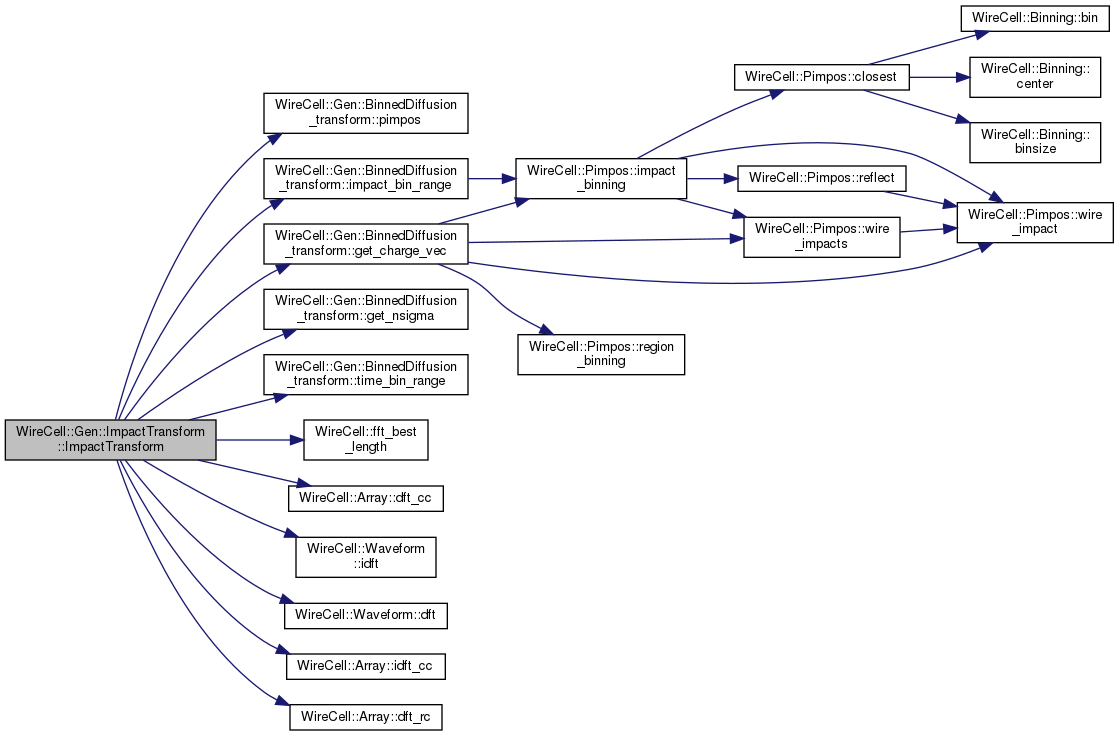 WireCell::Gen::ImpactTransform
::ImpactTransform
WireCell::Gen::BinnedDiffusion
_transform::pimpos
WireCell::Gen::BinnedDiffusion
_transform::impact_bin_range
WireCell::Gen::BinnedDiffusion
_transform::get_charge_vec
WireCell::Gen::BinnedDiffusion
_transform::get_nsigma
WireCell::Gen::BinnedDiffusion
_transform::time_bin_range
WireCell::fft_best
_length
WireCell::Array::dft_cc
WireCell::Waveform
::idft
WireCell::Waveform::dft
WireCell::Array::idft_cc
WireCell::Array::dft_rc
WireCell::Pimpos::impact
_binning
WireCell::Pimpos::region
_binning
WireCell::Pimpos::closest
WireCell::Pimpos::reflect
WireCell::Pimpos::wire
_impacts
WireCell::Binning::bin
WireCell::Binning::
center
WireCell::Binning::
binsize
WireCell::Pimpos::wire
_impact